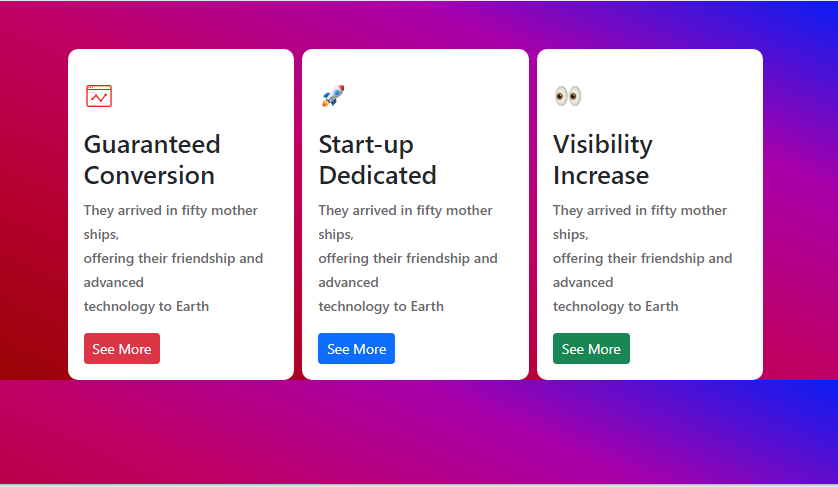 Guaranteed
Conversion
They arrived in fifty mother
ships,
offering their friendship and
advanced
technology to Earth
See More
Start-up
Dedicated
They arrived in fifty mother
ships,
offering their friendship and
advanced
technology to Earth
See More
Visibility
Increase
They arrived in fifty mother
ships,
offering their friendship and
advanced
technology to Earth
See More